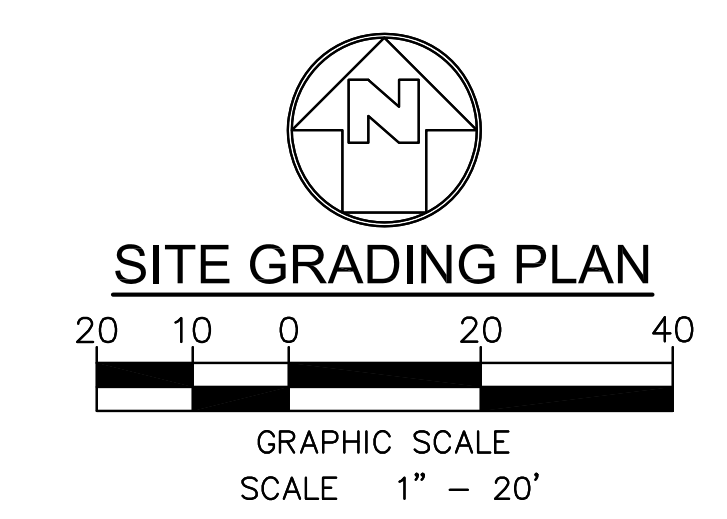 N
SITE GRADING PLAN
20 10 0 20 40
GRAPHIC SCALE
SCALE 1” – 20’